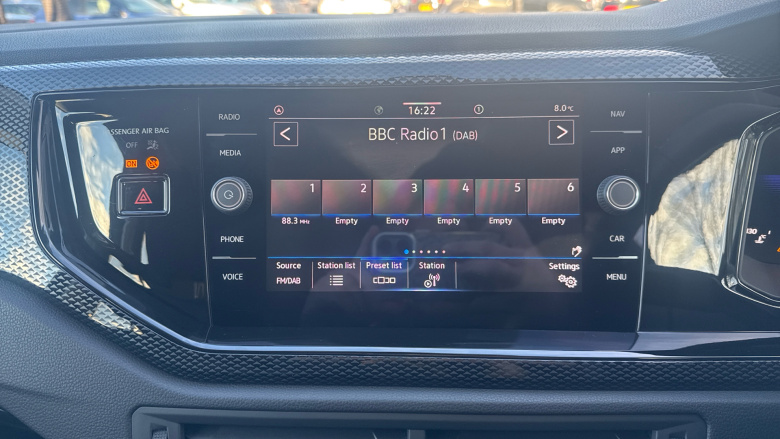 PASSENGER AIR BAG
OFF
ON
RADIO
MEDIA
PHONE
VOICE
16:22
1
8.0°C
BBC Radio1 (DAB)
1 2 3 4 5 6
88.3 MHz Empty Empty Empty Empty Empty
Source Station list Preset list Station Settings
FM/DAB
NAV
APP
CAR
MENU
130